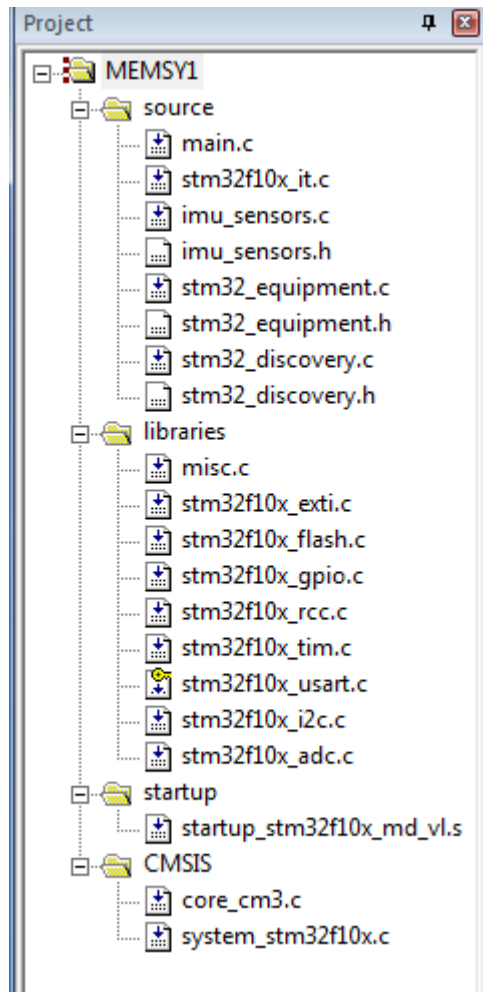 Project
MEMSY1
source
main.c
stm32f10x_it.c
imu_sensors.c
imu_sensors.h
stm32_equipment.c
stm32_equipment.h
stm32_discovery.c
stm32_discovery.h
libraries
misc.c
stm32f10x_exti.c
stm32f10x_flash.c
stm32f10x_gpio.c
stm32f10x_rcc.c
stm32f10x_tim.c
stm32f10x_usart.c
stm32f10x_i2c.c
stm32f10x_adc.c
startup
startup_stm32f10x_md_vl.s
CMSIS
core_cm3.c
system_stm32f10x.c